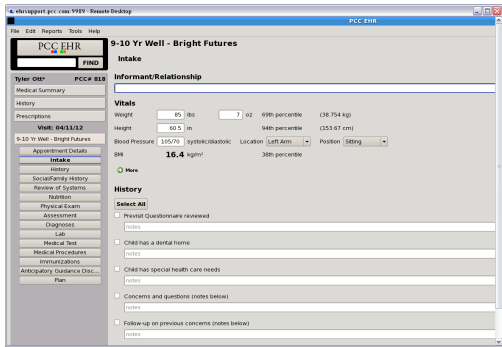 ehrsupport.pcc.com:9989 - Remote Desktop
PCC EHR
File Edit Reports Tools Help
PCC EHR
FIND
Tyler Ott* PCC# 818
Medical Summary
History
Prescriptions
Visit: 04/11/12
9-10 Yr Well - Bright Futures
Appointment Details
Intake
History
Social/Family History
Review of Systems
Nutrition
Physical Exam
Assessment
Diagnoses
Lab
Medical Test
Medical Procedures
Immunizations
Anticipatory Guidance Disc...
Plan
9-10 Yr Well - Bright Futures
Intake
Informant/Relationship
Vitals
Weight 85 lbs 7 oz 69th percentile (38.754 kg)
Height 60.5 in 94th percentile (153.67 cm)
Blood Pressure 105/70 systolic/diastolic Location Left Arm Position Sitting
BMI 16.4 kg/m² 38th percentile
More
History
Select All
Previsit Questionnaire reviewed
notes
Child has a dental home
notes
Child has special health care needs
notes
Concerns and questions (notes below)
notes
Follow-up on previous concerns (notes below)
notes